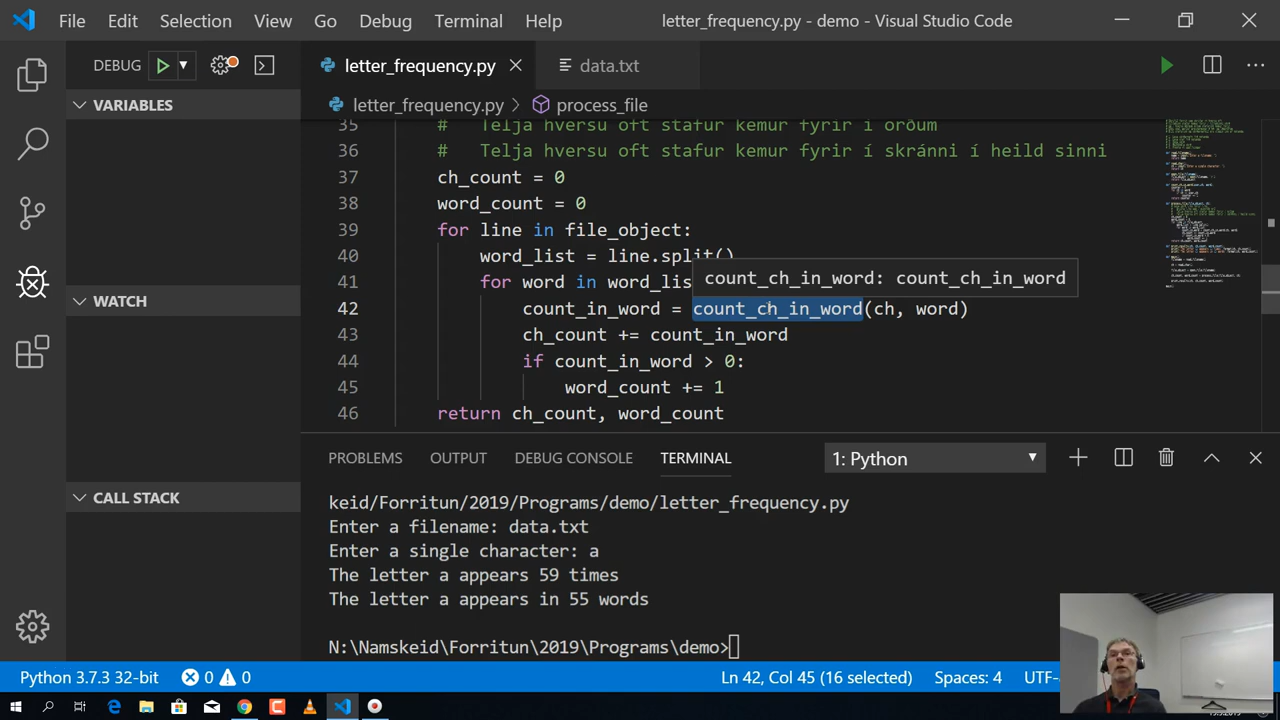 File Edit Selection View Go Debug Terminal Help letter_frequency.py - demo - Visual Studio Code
DEBUG
letter_frequency.py data.txt
VARIABLES
letter_frequency.py > process_file
35 # Telja hversu oft stafur kemur fyrir í orðum
36 # Telja hversu oft stafur kemur fyrir í skránni í heild sinni
37 ch_count = 0
38 word_count = 0
39 for line in file_object:
40 word_list = line.split()
count_ch_in_word: count_ch_in_word
41 for word in word_lis
42 count_in_word = count_ch_in_word(ch, word)
43 ch_count += count_in_word
44 if count_in_word > 0:
45 word_count += 1
46 return ch_count, word_count
WATCH
CALL STACK
PROBLEMS OUTPUT DEBUG CONSOLE TERMINAL 1: Python
keid/Forritun/2019/Programs/demo/letter_frequency.py
Enter a filename: data.txt
Enter a single character: a
The letter a appears 59 times
The letter a appears in 55 words
N:\Namskeid\Forritun\2019\Programs\demo>
Python 3.7.3 32-bit 0 0 Ln 42, Col 45 (16 selected) Spaces: 4 UTF-